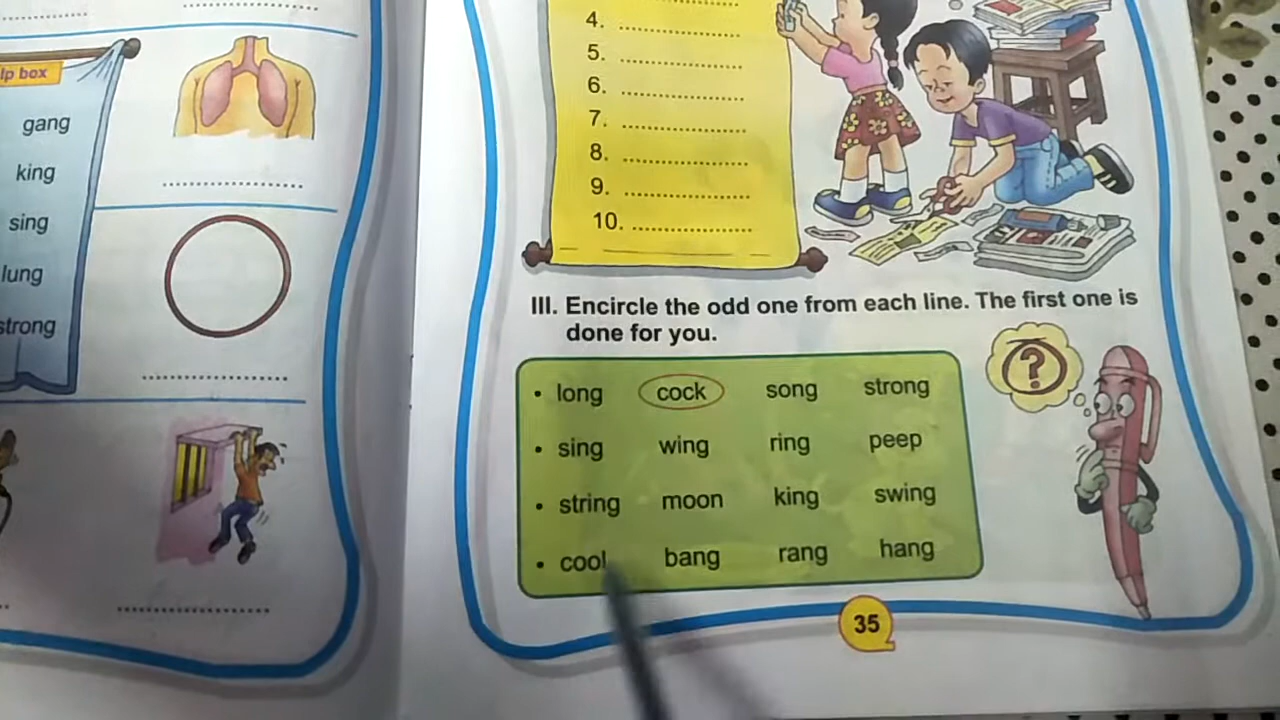 lp box
gang
king
sing
lung
strong
4. ....................
5. ....................
6. ....................
7. ....................
8. ....................
9. ....................
10. ....................
III. Encircle the odd one from each line. The first one is
done for you.
• long cock song strong
• sing wing ring peep
• string moon king swing
• cool bang rang hang
?
35